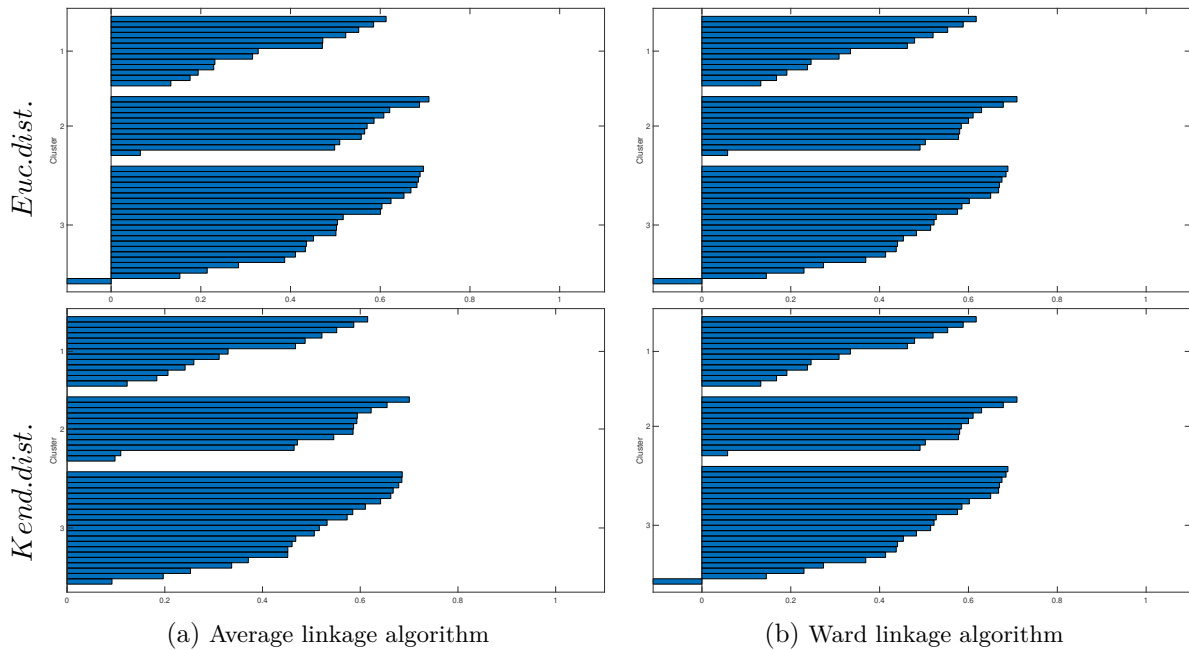 Euc.dist.
Cluster
1
2
3
0 0.2 0.4 0.6 0.8 1
Cluster
1
2
3
0 0.2 0.4 0.6 0.8 1
Kend.dist.
Cluster
1
2
3
0 0.2 0.4 0.6 0.8 1
Cluster
1
2
3
0 0.2 0.4 0.6 0.8 1
(a) Average linkage algorithm
(b) Ward linkage algorithm